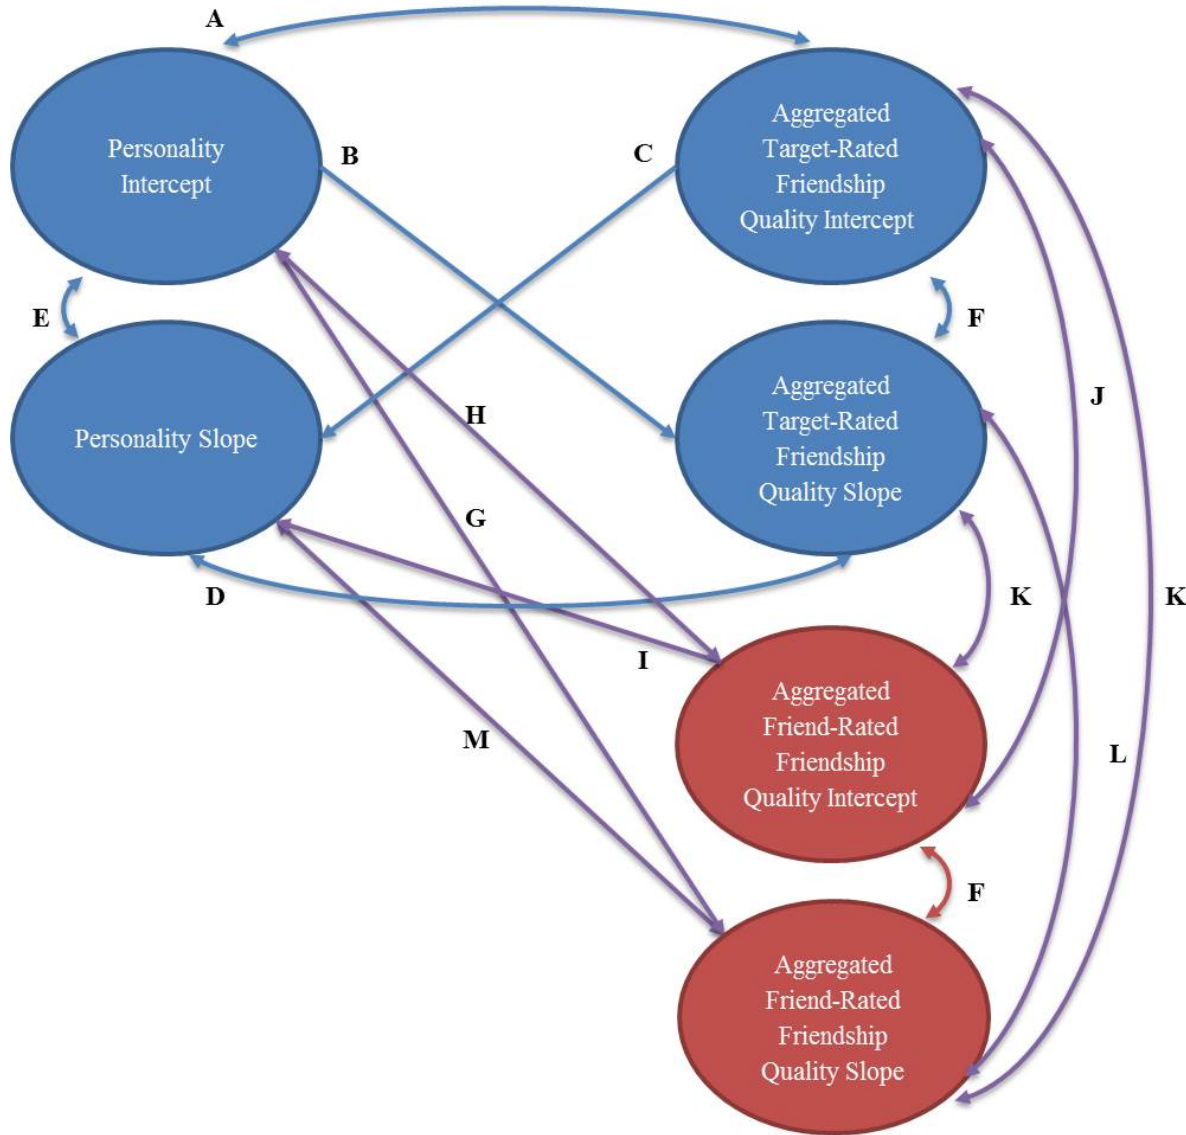 A
Personality
Intercept
B
C
Aggregated
Target-Rated
Friendship
Quality Intercept
E
F
Personality Slope
H
G
Aggregated
Target-Rated
Friendship
Quality Slope
J
D
K
K
I
M
Aggregated
Friend-Rated
Friendship
Quality Intercept
L
F
Aggregated
Friend-Rated
Friendship
Quality Slope